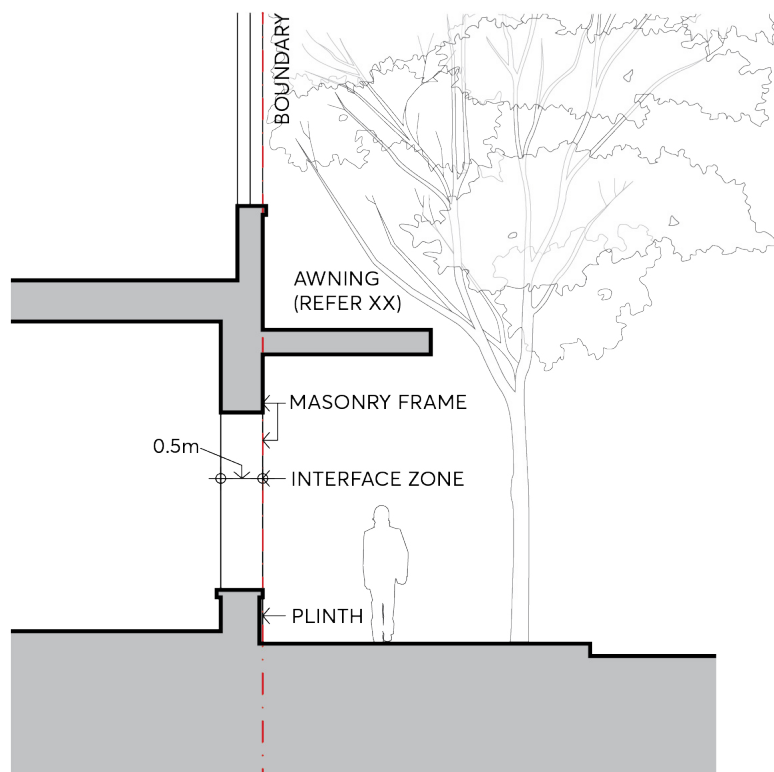 BOUNDARY
AWNING
(REFER XX)
MASONRY FRAME
0.5m
INTERFACE ZONE
PLINTH